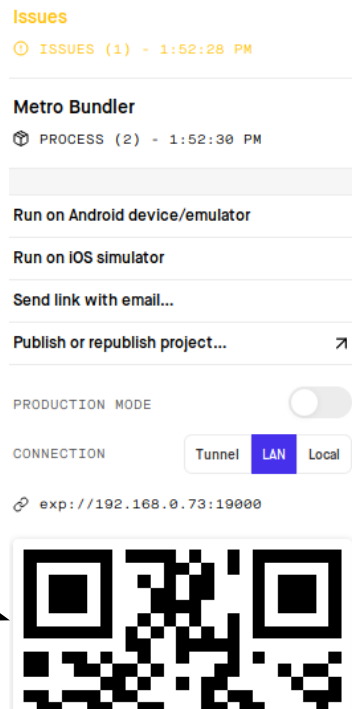 Issues
ISSUES (1) - 1:52:28 PM
Metro Bundler
PROCESS (2) - 1:52:30 PM
Run on Android device/emulator
Run on iOS simulator
Send link with email...
Publish or republish project...
PRODUCTION MODE
CONNECTION Tunnel LAN Local
exp://192.168.0.73:19000